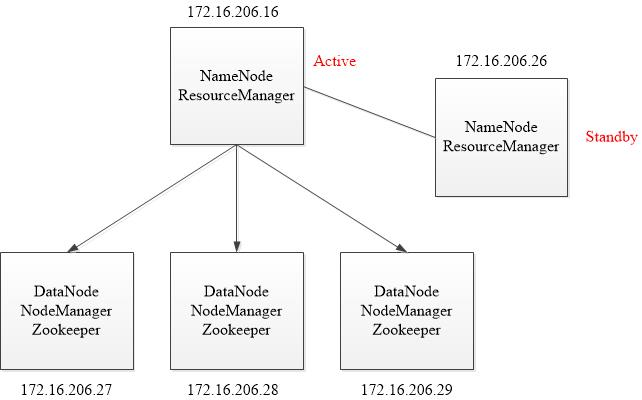 172.16.206.16
Active
NameNode
ResourceManager
172.16.206.26
NameNode
ResourceManager
Standby
DataNode
NodeManager
Zookeeper
DataNode
NodeManager
Zookeeper
DataNode
NodeManager
Zookeeper
172.16.206.27
172.16.206.28
172.16.206.29